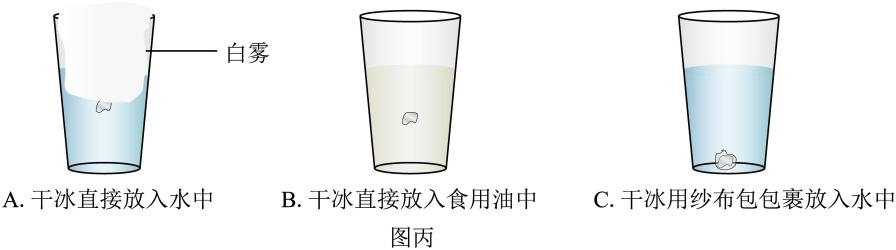 白雾
A. 干冰直接放入水中
B. 干冰直接放入食用油中
C. 干冰用纱布包包裹放入水中
图丙